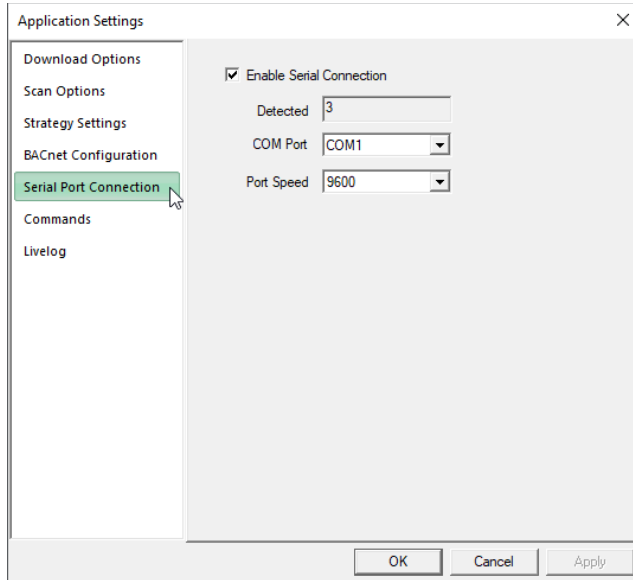 Application Settings
Download Options
Scan Options
Strategy Settings
BACnet Configuration
Serial Port Connection
Commands
Livelog
Enable Serial Connection
Detected 3
COM Port COM1
Port Speed 9600
OK Cancel Apply